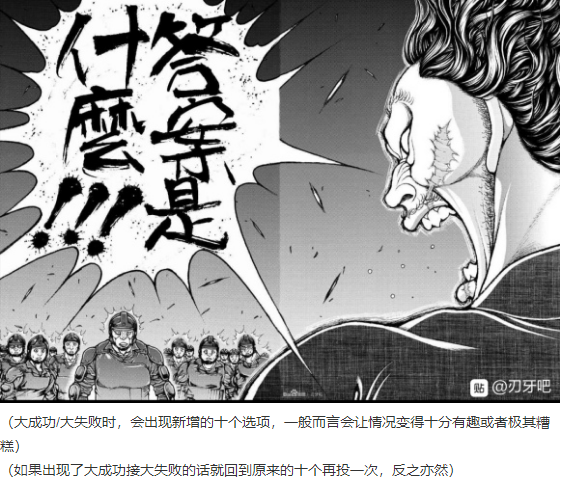 答案是
什麼!!!
贴 @刃牙吧
（大成功/大失败时，会出现新增的十个选项，一般而言会让情况变得十分有趣或者极其糟
糕）
（如果出现了大成功接大失败的话就回到原来的十个再投一次，反之亦然）